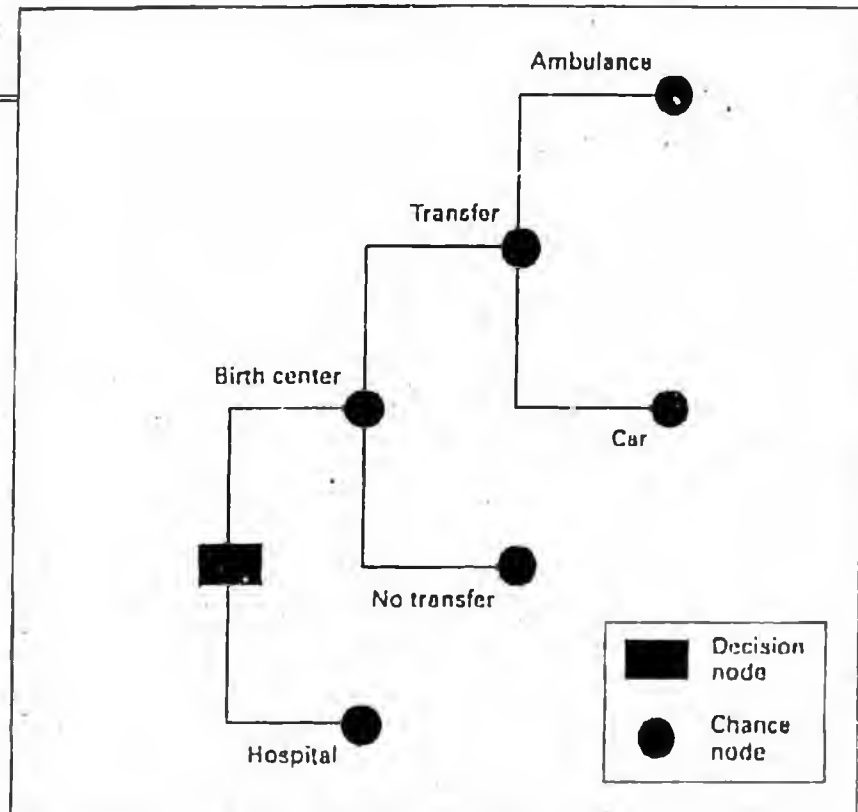 Ambulance
Transfer
Birth center
Car
No transfer
Hospital
Decision
node
Chance
node